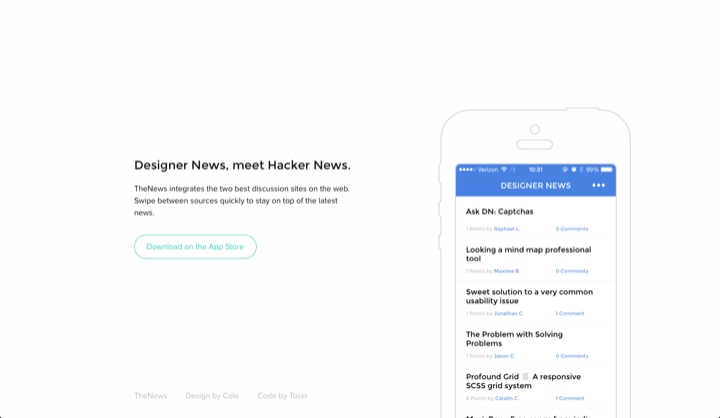 Designer News, meet Hacker News.
TheNews integrates the two best discussion sites on the web.
Swipe between sources quickly to stay on top of the latest
news.
Download on the App Store
TheNews Design by Cole Code by Tosin
Verizon 10:31 99%
DESIGNER NEWS
Ask DN: Captchas
1 Points by Raphael L. 0 Comments
Looking a mind map professional
tool
1 Points by Maxime B. 0 Comments
Sweet solution to a very common
usability issue
1 Points by Jonathan C. 1 Comment
The Problem with Solving
Problems
1 Points by Jason C. 0 Comments
Profound Grid A responsive
SCSS grid system
6 Points by Catalin C. 1 Comments